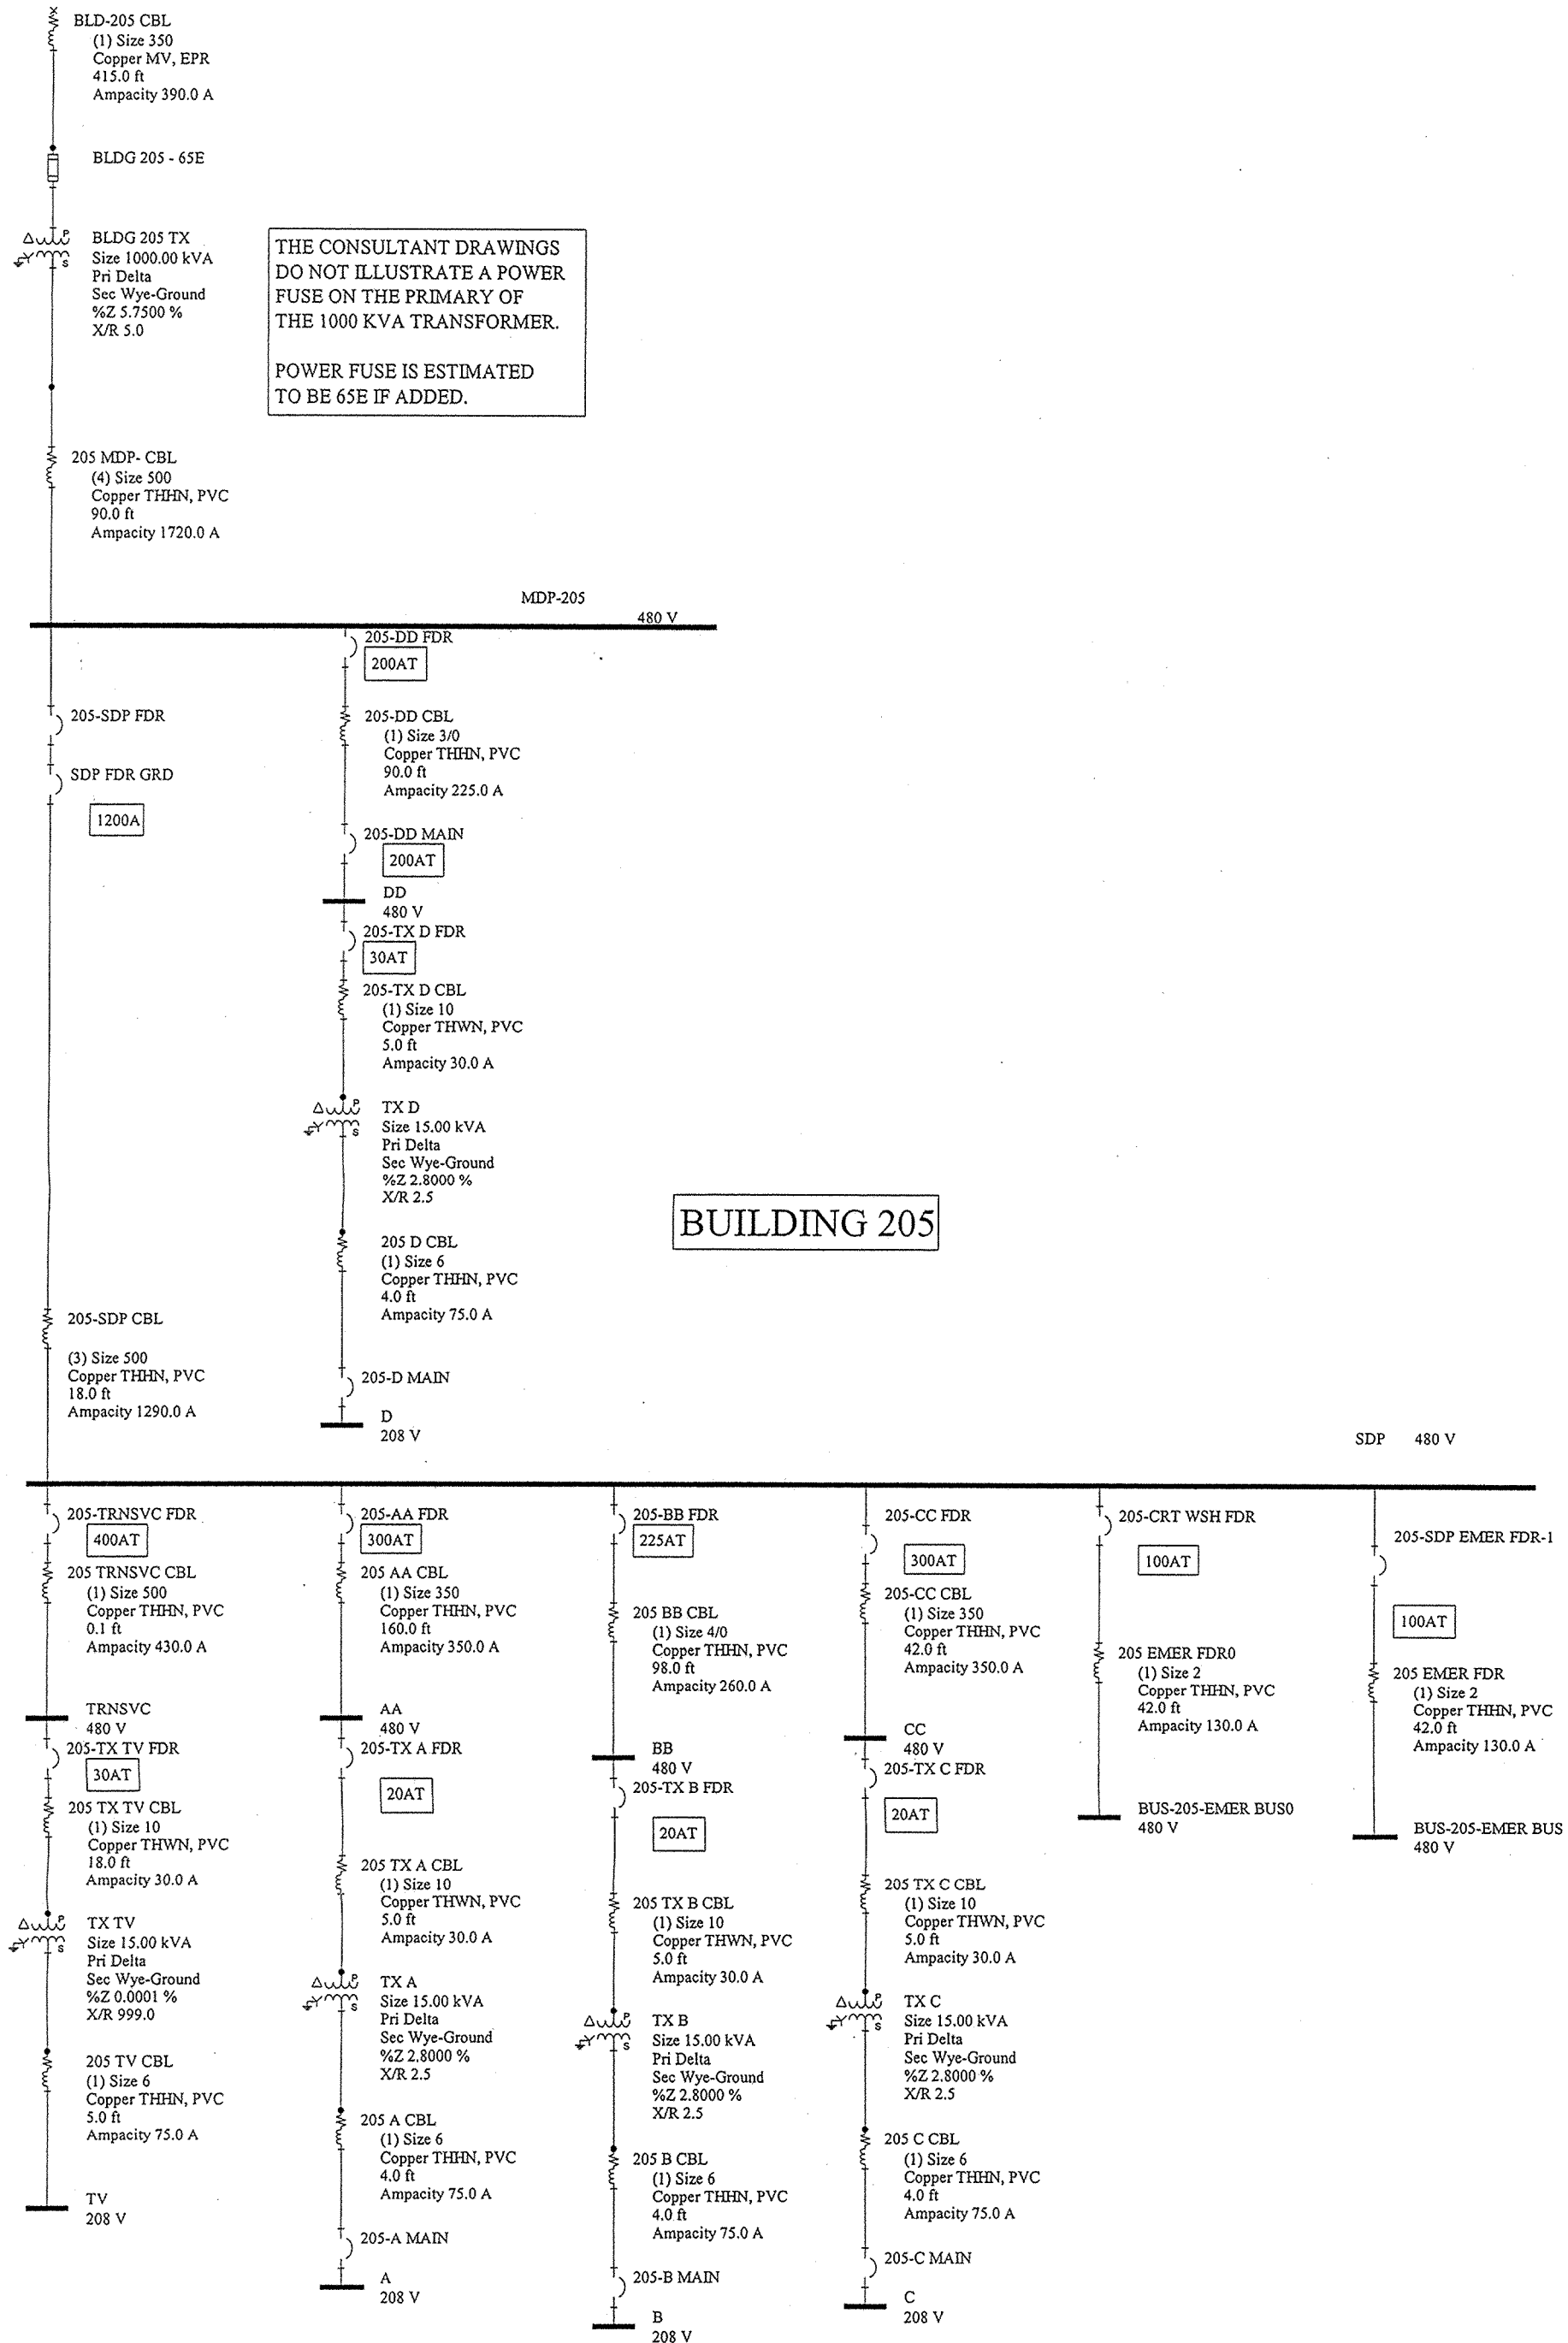 BLD-205 CBL
(1) Size 350
Copper MV, EPR
415.0 ft
Ampacity 390.0 A
BLDG 205 - 65E
P
S
BLDG 205 TX
Size 1000.00 kVA
Pri Delta
Sec Wye-Ground
%Z 5.7500 %
X/R 5.0
THE CONSULTANT DRAWINGS
DO NOT ILLUSTRATE A POWER
FUSE ON THE PRIMARY OF
THE 1000 KVA TRANSFORMER.
POWER FUSE IS ESTIMATED
TO BE 65E IF ADDED.
205 MDP- CBL
(4) Size 500
Copper THHN, PVC
90.0 ft
Ampacity 1720.0 A
MDP-205
480 V
205-SDP FDR
SDP FDR GRD
1200A
205-DD FDR
200AT
205-DD CBL
(1) Size 3/0
Copper THHN, PVC
90.0 ft
Ampacity 225.0 A
205-DD MAIN
200AT
DD
480 V
205-TX D FDR
30AT
205-TX D CBL
(1) Size 10
Copper THWN, PVC
5.0 ft
Ampacity 30.0 A
P
S
TX D
Size 15.00 kVA
Pri Delta
Sec Wye-Ground
%Z 2.8000 %
X/R 2.5
205 D CBL
(1) Size 6
Copper THHN, PVC
4.0 ft
Ampacity 75.0 A
205-D MAIN
D
208 V
BUILDING 205
205-SDP CBL
(3) Size 500
Copper THHN, PVC
18.0 ft
Ampacity 1290.0 A
SDP 480 V
205-TRNSVC FDR
400AT
205 TRNSVC CBL
(1) Size 500
Copper THHN, PVC
0.1 ft
Ampacity 430.0 A
TRNSVC
480 V
205-TX TV FDR
30AT
205 TX TV CBL
(1) Size 10
Copper THWN, PVC
18.0 ft
Ampacity 30.0 A
P
S
TX TV
Size 15.00 kVA
Pri Delta
Sec Wye-Ground
%Z 0.0001 %
X/R 999.0
205 TV CBL
(1) Size 6
Copper THHN, PVC
5.0 ft
Ampacity 75.0 A
TV
208 V
205-AA FDR
300AT
205 AA CBL
(1) Size 350
Copper THHN, PVC
160.0 ft
Ampacity 350.0 A
AA
480 V
205-TX A FDR
20AT
205 TX A CBL
(1) Size 10
Copper THWN, PVC
5.0 ft
Ampacity 30.0 A
P
S
TX A
Size 15.00 kVA
Pri Delta
Sec Wye-Ground
%Z 2.8000 %
X/R 2.5
205 A CBL
(1) Size 6
Copper THHN, PVC
4.0 ft
Ampacity 75.0 A
205-A MAIN
A
208 V
205-BB FDR
225AT
205 BB CBL
(1) Size 4/0
Copper THHN, PVC
98.0 ft
Ampacity 260.0 A
BB
480 V
205-TX B FDR
20AT
205 TX B CBL
(1) Size 10
Copper THWN, PVC
5.0 ft
Ampacity 30.0 A
P
S
TX B
Size 15.00 kVA
Pri Delta
Sec Wye-Ground
%Z 2.8000 %
X/R 2.5
205 B CBL
(1) Size 6
Copper THHN, PVC
4.0 ft
Ampacity 75.0 A
205-B MAIN
B
208 V
205-CC FDR
300AT
205-CC CBL
(1) Size 350
Copper THHN, PVC
42.0 ft
Ampacity 350.0 A
CC
480 V
205-TX C FDR
20AT
205 TX C CBL
(1) Size 10
Copper THWN, PVC
5.0 ft
Ampacity 30.0 A
P
S
TX C
Size 15.00 kVA
Pri Delta
Sec Wye-Ground
%Z 2.8000 %
X/R 2.5
205 C CBL
(1) Size 6
Copper THHN, PVC
4.0 ft
Ampacity 75.0 A
205-C MAIN
C
208 V
205-CRT WSH FDR
100AT
205 EMER FDR0
(1) Size 2
Copper THHN, PVC
42.0 ft
Ampacity 130.0 A
BUS-205-EMER BUS0
480 V
205-SDP EMER FDR-1
100AT
205 EMER FDR
(1) Size 2
Copper THHN, PVC
42.0 ft
Ampacity 130.0 A
BUS-205-EMER BUS
480 V